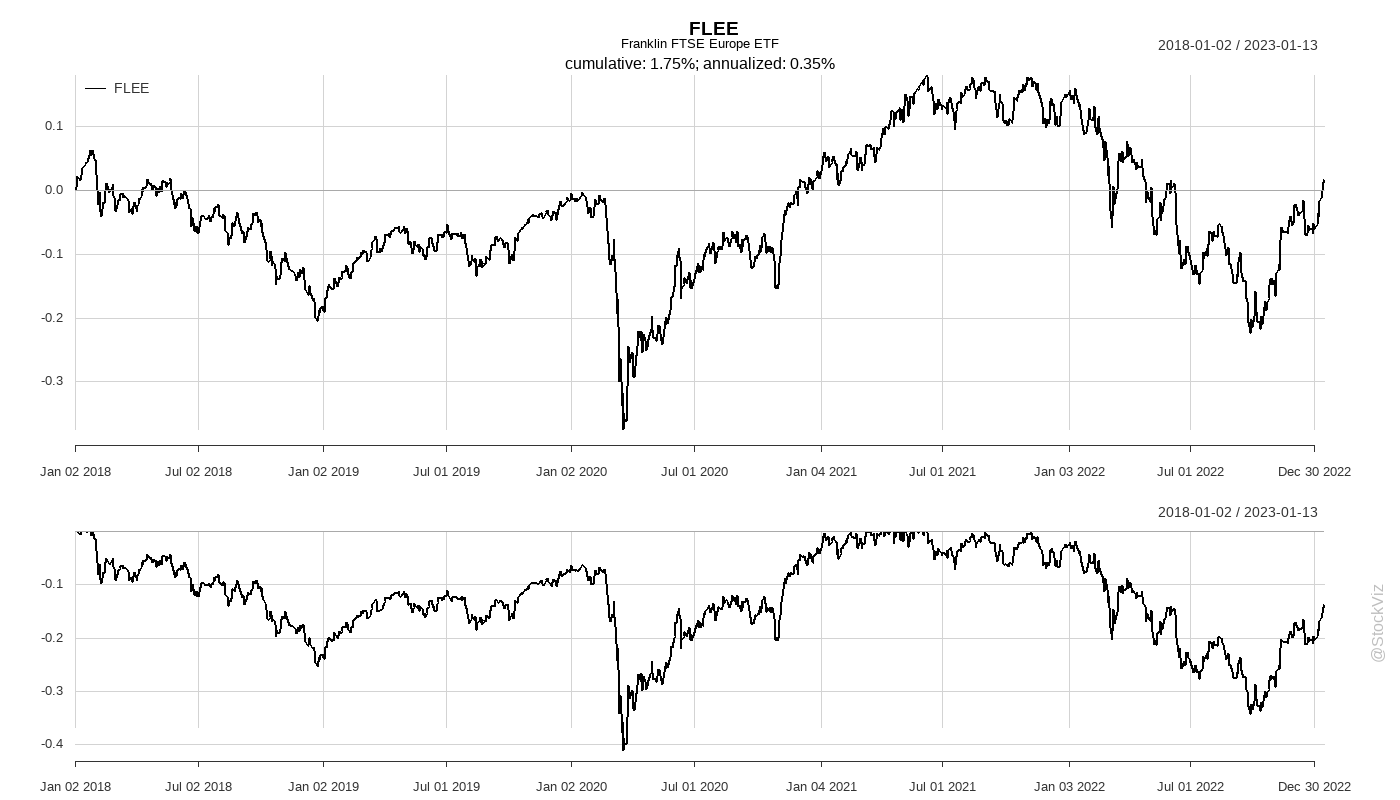 FLEE
Franklin FTSE Europe ETF
cumulative: 1.75%; annualized: 0.35%
2018-01-02 / 2023-01-13
FLEE
0.1
0.0
-0.1
-0.2
-0.3
Jan 02 2018 Jul 02 2018 Jan 02 2019 Jul 01 2019 Jan 02 2020 Jul 01 2020 Jan 04 2021 Jul 01 2021 Jan 03 2022 Jul 01 2022 Dec 30 2022
2018-01-02 / 2023-01-13
-0.1
-0.2
-0.3
-0.4
Jan 02 2018 Jul 02 2018 Jan 02 2019 Jul 01 2019 Jan 02 2020 Jul 01 2020 Jan 04 2021 Jul 01 2021 Jan 03 2022 Jul 01 2022 Dec 30 2022
@StockViz